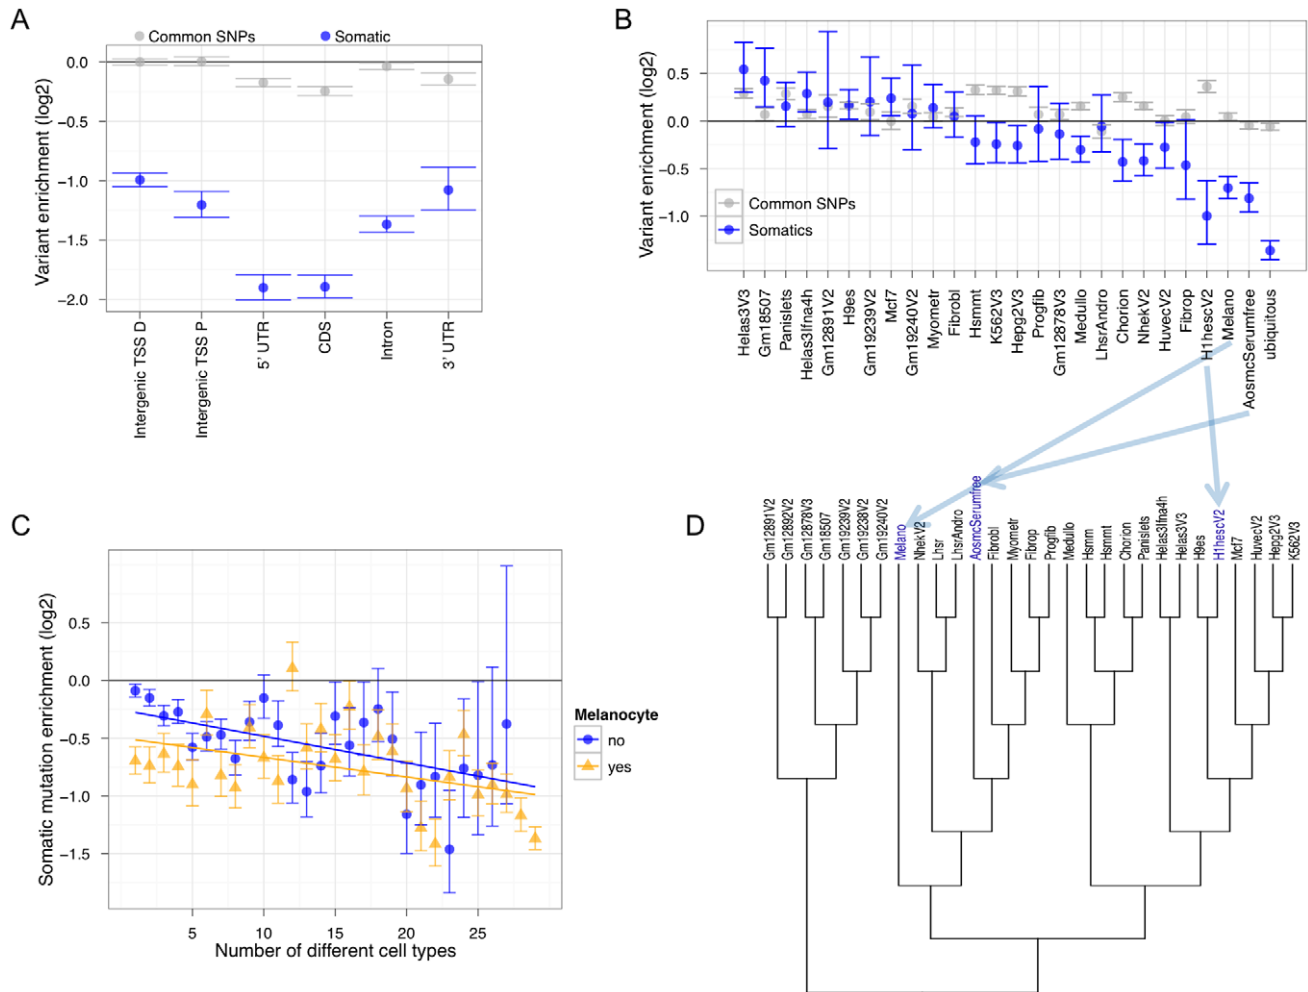 A
Common SNPs
Somatic
Variant enrichment (log2)
0.0
−0.5
−1.0
−1.5
−2.0
Intergenic TSS D
Intergenic TSS P
5' UTR
CDS
Intron
3' UTR
B
Variant enrichment (log2)
0.5
0.0
−0.5
−1.0
Common SNPs
Somatics
Helas3V3
Gm18507
Panislets
Helas3Ifna4h
Gm12891V2
H9es
Gm19239V2
Mcf7
Gm19240V2
Myometr
Fibrobl
Hsmmt
K562V3
Hepg2V3
Progfib
Gm12878V3
Medullo
LhsrAndro
Chorion
NhekV2
HuvecV2
Fibrop
H1hescV2
Melano
AosmcSerumfree
ubiquitous
C
Somatic mutation enrichment (log2)
0.5
0.0
−0.5
−1.0
−1.5
5
10
15
20
25
Number of different cell types
Melanocyte
no
yes
D
Gm12891V2
Gm12892V2
Gm12878V3
Gm18507
Gm19239V2
Gm19238V2
Gm19240V2
Melano
NhekV2
Lhsr
LhsrAndro
AosmcSerumfree
Fibrobl
Myometr
Fibrop
Progfib
Medullo
Hsmm
Hsmmt
Chorion
Panislets
Helas3Ifna4h
Helas3V3
H9es
H1hescV2
Mcf7
HuvecV2
Hepg2V3
K562V3